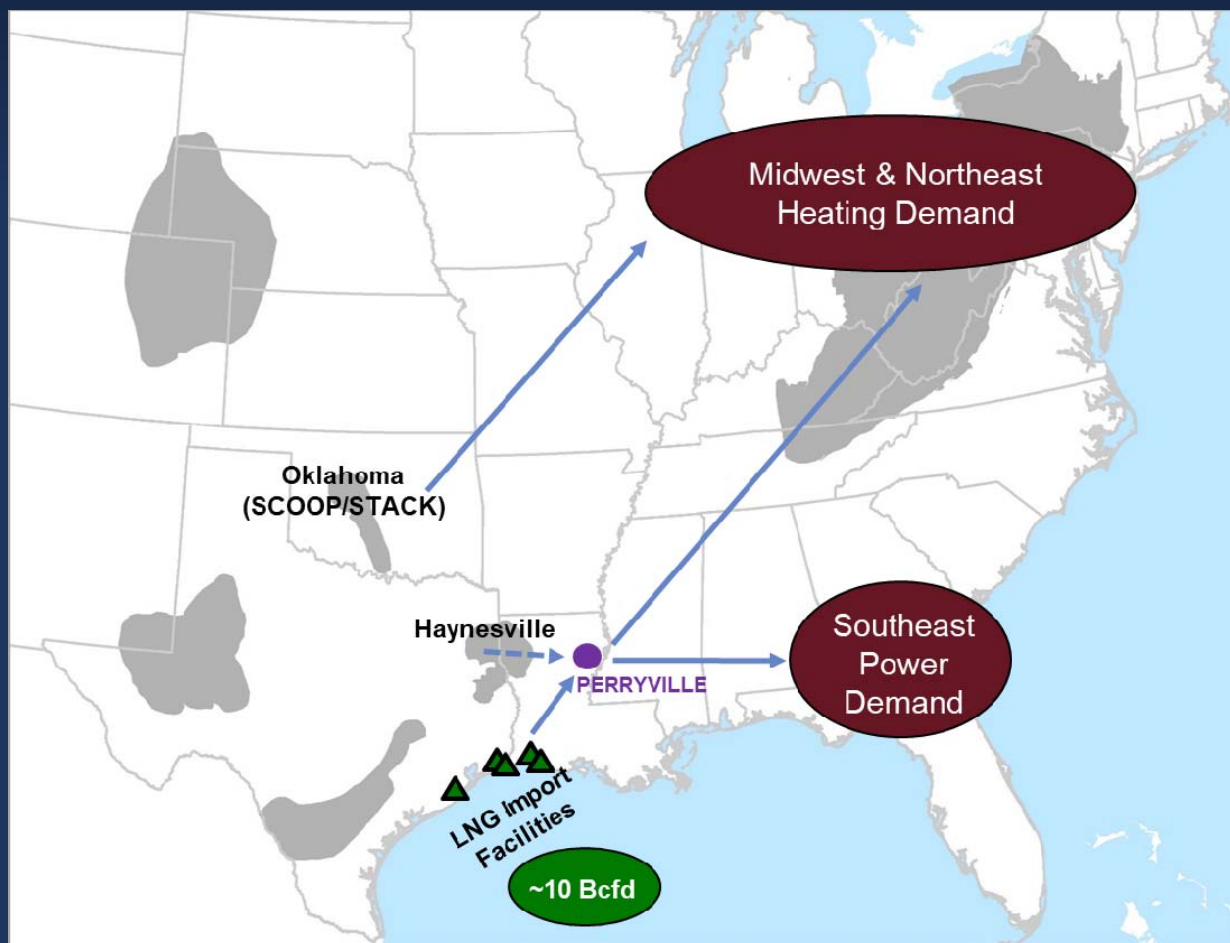 Midwest & Northeast
Heating Demand
Oklahoma
(SCOOP/STACK)
Haynesville
PERRYVILLE
Southeast
Power
Demand
LNG Import
Facilities
~10 Bcfd